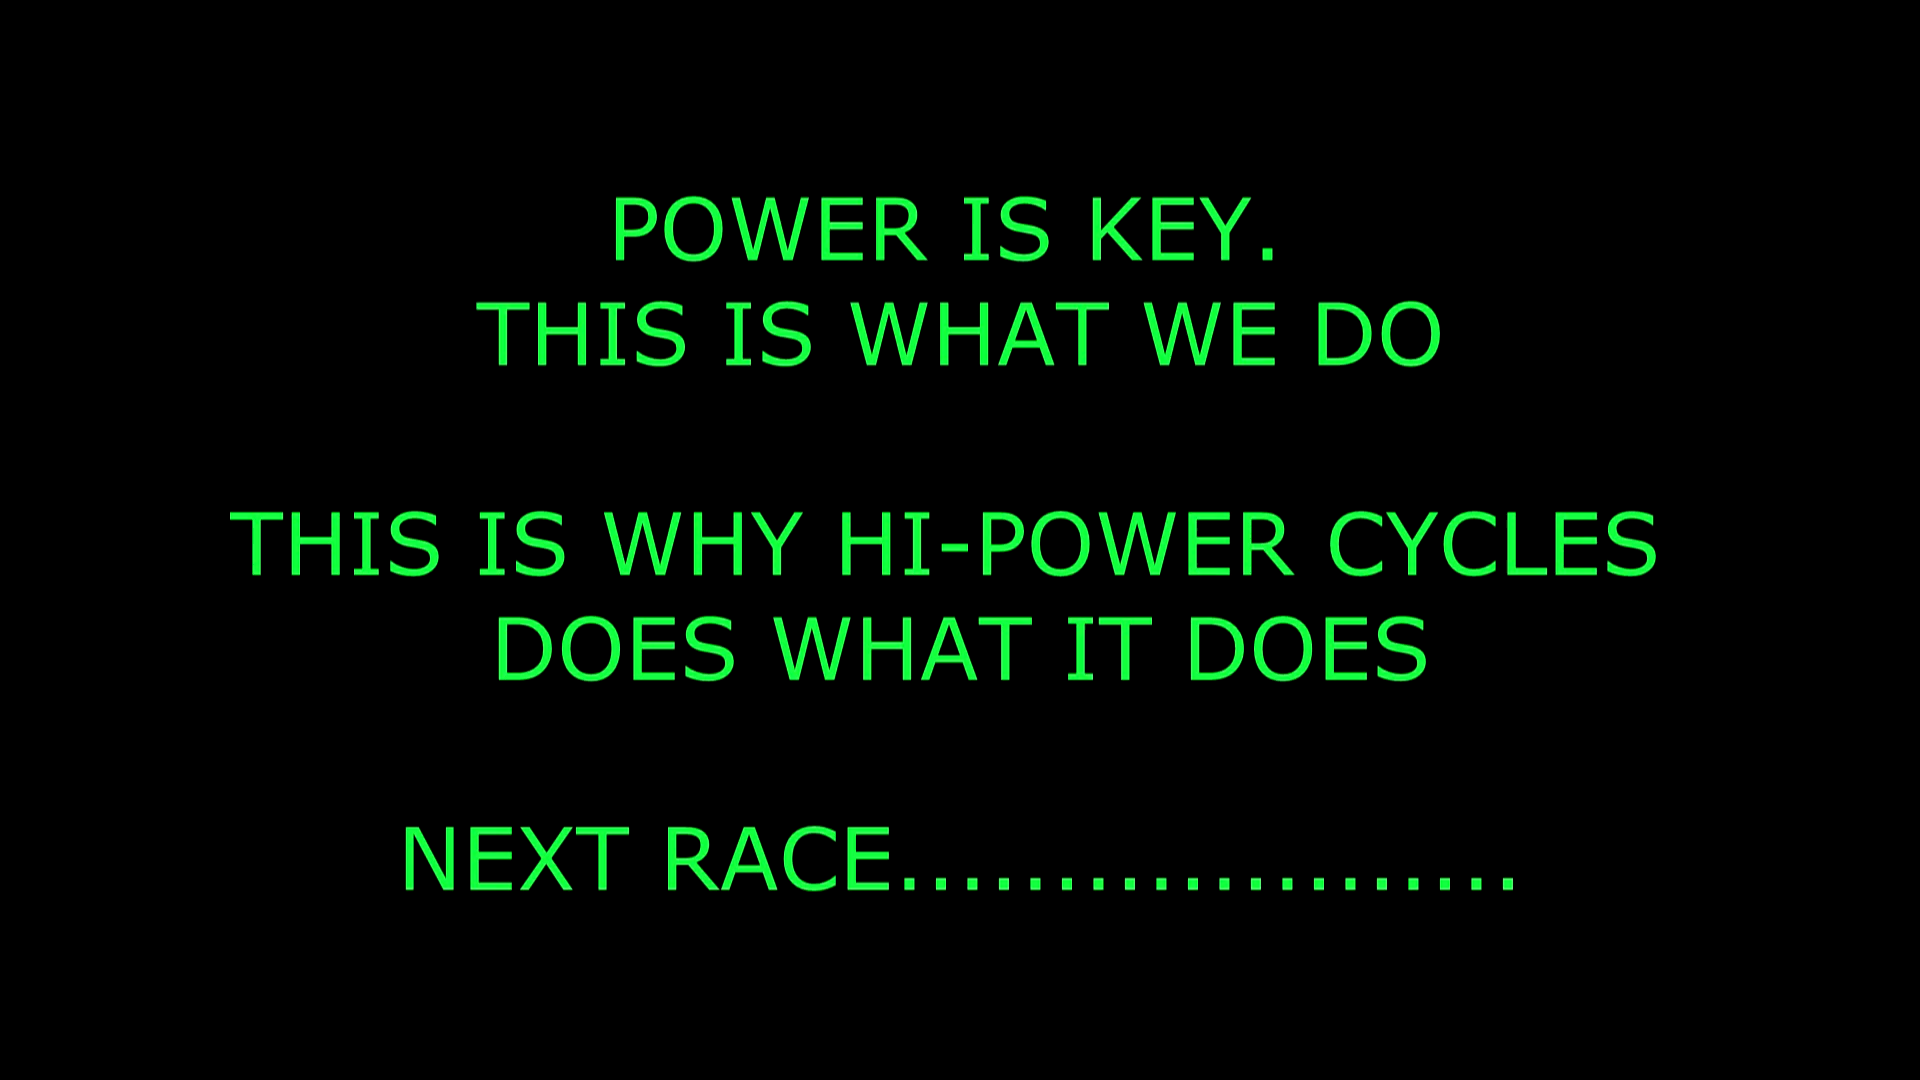 POWER IS KEY.
THIS IS WHAT WE DO
THIS IS WHY HI-POWER CYCLES
DOES WHAT IT DOES
NEXT RACE....................